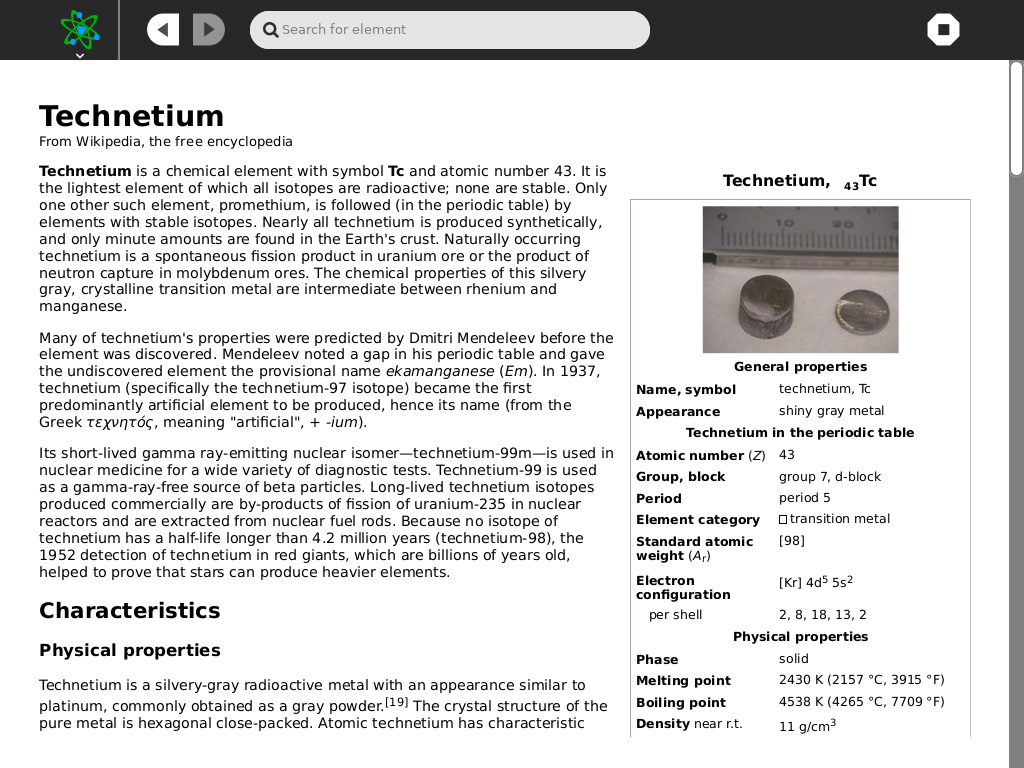 Search for element
Technetium
From Wikipedia, the free encyclopedia
Technetium is a chemical element with symbol Tc and atomic number 43. It is
the lightest element of which all isotopes are radioactive; none are stable. Only
one other such element, promethium, is followed (in the periodic table) by
elements with stable isotopes. Nearly all technetium is produced synthetically,
and only minute amounts are found in the Earth's crust. Naturally occurring
technetium is a spontaneous fission product in uranium ore or the product of
neutron capture in molybdenum ores. The chemical properties of this silvery
gray, crystalline transition metal are intermediate between rhenium and
manganese.
Many of technetium's properties were predicted by Dmitri Mendeleev before the
element was discovered. Mendeleev noted a gap in his periodic table and gave
the undiscovered element the provisional name ekamanganese (Em). In 1937,
technetium (specifically the technetium-97 isotope) became the first
predominantly artificial element to be produced, hence its name (from the
Greek τεχνητός, meaning "artificial", + -ium).
Its short-lived gamma ray-emitting nuclear isomer—technetium-99m—is used in
nuclear medicine for a wide variety of diagnostic tests. Technetium-99 is used
as a gamma-ray-free source of beta particles. Long-lived technetium isotopes
produced commercially are by-products of fission of uranium-235 in nuclear
reactors and are extracted from nuclear fuel rods. Because no isotope of
technetium has a half-life longer than 4.2 million years (technetium-98), the
1952 detection of technetium in red giants, which are billions of years old,
helped to prove that stars can produce heavier elements.
Characteristics
Physical properties
Technetium is a silvery-gray radioactive metal with an appearance similar to
platinum, commonly obtained as a gray powder.[19] The crystal structure of the
pure metal is hexagonal close-packed. Atomic technetium has characteristic
Technetium, 43Tc
10 20
General properties
Name, symbol technetium, Tc
Appearance shiny gray metal
Technetium in the periodic table
Atomic number (Z) 43
Group, block group 7, d-block
Period period 5
Element category transition metal
Standard atomic [98]
weight (Ar)
Electron [Kr] 4d5 5s2
configuration
per shell 2, 8, 18, 13, 2
Physical properties
Phase solid
Melting point 2430 K (2157 °C, 3915 °F)
Boiling point 4538 K (4265 °C, 7709 °F)
Density near r.t. 11 g/cm3